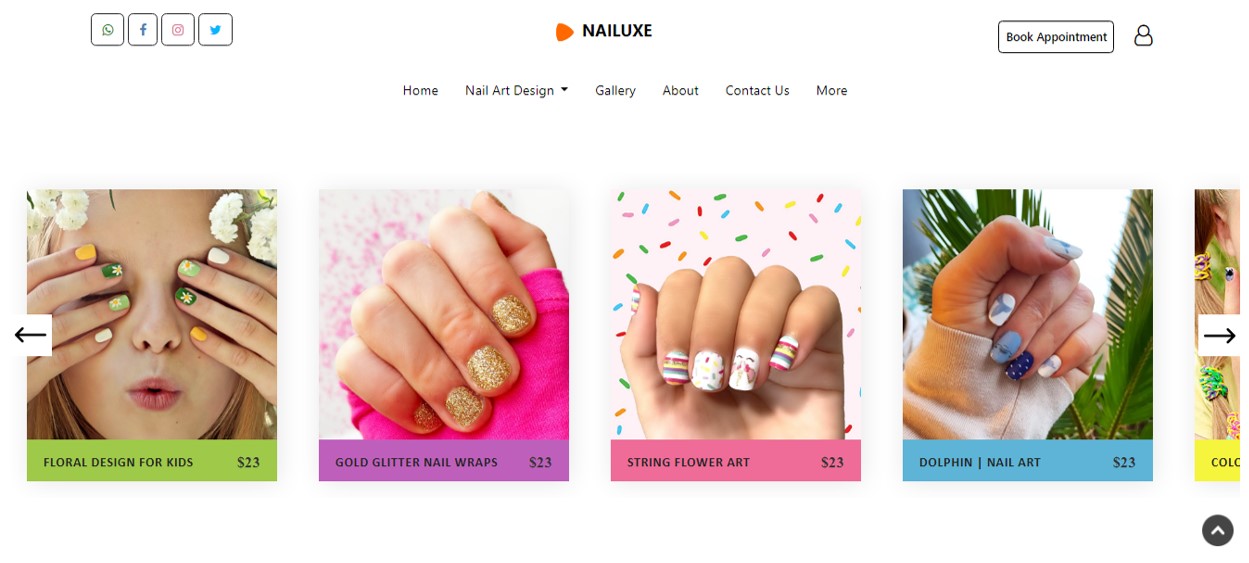 NAILUXE
Book Appointment
Home Nail Art Design Gallery About Contact Us More
FLORAL DESIGN FOR KIDS $23
GOLD GLITTER NAIL WRAPS $23
STRING FLOWER ART $23
DOLPHIN | NAIL ART $23
COLO